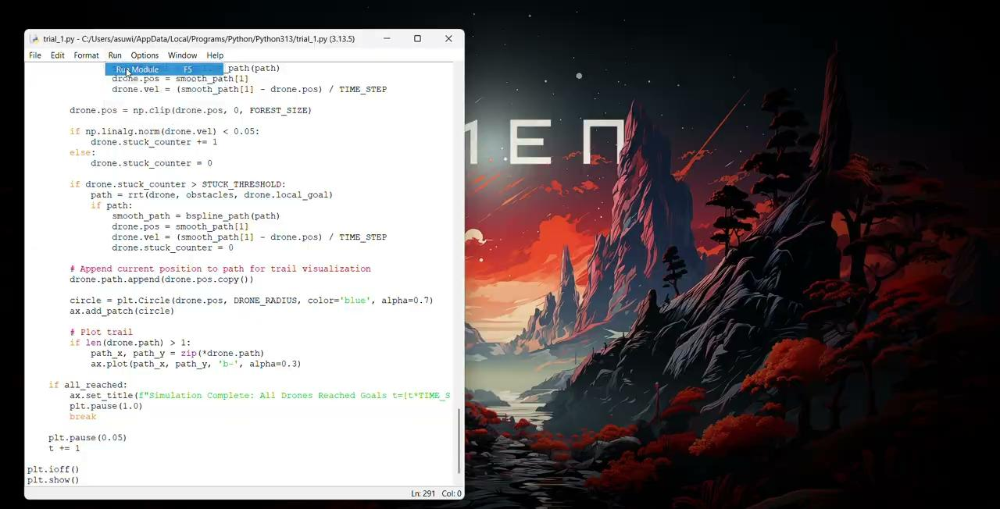 trial_1.py - C:/Users/asuwi/AppData/Local/Programs/Python/Python313/trial_1.py (3.13.5)
File Edit Format Run Options Window Help
Run Module F5
_path(path)
drone.pos = smooth_path[1]
drone.vel = (smooth_path[1] - drone.pos) / TIME_STEP
drone.pos = np.clip(drone.pos, 0, FOREST_SIZE)
if np.linalg.norm(drone.vel) < 0.05:
drone.stuck_counter += 1
else:
drone.stuck_counter = 0
if drone.stuck_counter > STUCK_THRESHOLD:
path = rrt(drone, obstacles, drone.local_goal)
if path:
smooth_path = bspline_path(path)
drone.pos = smooth_path[1]
drone.vel = (smooth_path[1] - drone.pos) / TIME_STEP
drone.stuck_counter = 0
# Append current position to path for trail visualization
drone.path.append(drone.pos.copy())
circle = plt.Circle(drone.pos, DRONE_RADIUS, color='blue', alpha=0.7)
ax.add_patch(circle)
# Plot trail
if len(drone.path) > 1:
path_x, path_y = zip(*drone.path)
ax.plot(path_x, path_y, 'b-', alpha=0.3)
if all_reached:
ax.set_title(f"Simulation Complete: All Drones Reached Goals t={t*TIME_S
plt.pause(1.0)
break
plt.pause(0.05)
t += 1
plt.ioff()
plt.show()
Ln: 291 Col: 0